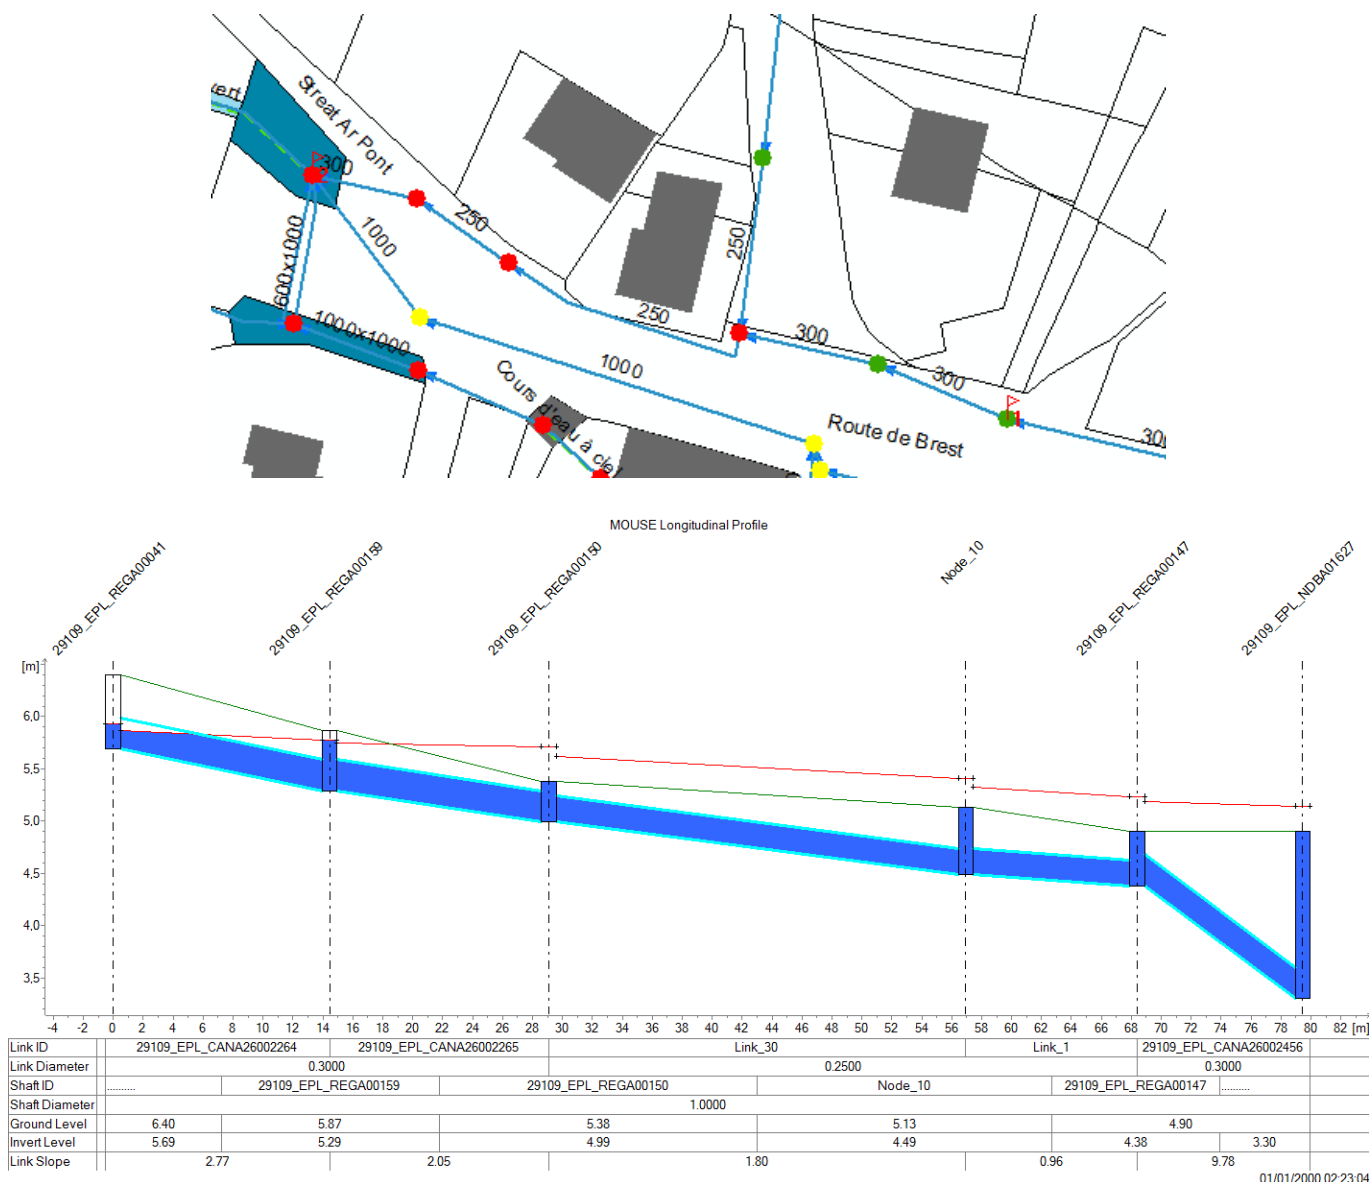 vert
Streat Ar Pont
300
250
1000
600x1000
1000x1000
250
250
300
300
1000
Cours d'eau à ciel
Route de Brest
300
MOUSE Longitudinal Profile
29109_EPL_REGA00041
29109_EPL_REGA00159
29109_EPL_REGA00150
Node_10
29109_EPL_REGA00147
29109_EPL_NDBA01627
[m]
6,0
5,5
5,0
4,5
4,0
3,5
-4 -2 0 2 4 6 8 10 12 14 16 18 20 22 24 26 28 30 32 34 36 38 40 42 44 46 48 50 52 54 56 58 60 62 64 66 68 70 72 74 76 78 80 82 [m]
Link ID 29109_EPL_CANA26002264 29109_EPL_CANA26002265 Link_30 Link_1 29109_EPL_CANA26002456
Link Diameter 0.3000 0.2500 0.3000
Shaft ID .......... 29109_EPL_REGA00159 29109_EPL_REGA00150 Node_10 29109_EPL_REGA00147 ..........
Shaft Diameter 1.0000
Ground Level 6.40 5.87 5.38 5.13 4.90
Invert Level 5.69 5.29 4.99 4.49 4.38 3.30
Link Slope 2.77 2.05 1.80 0.96 9.78
01/01/2000 02:23:04